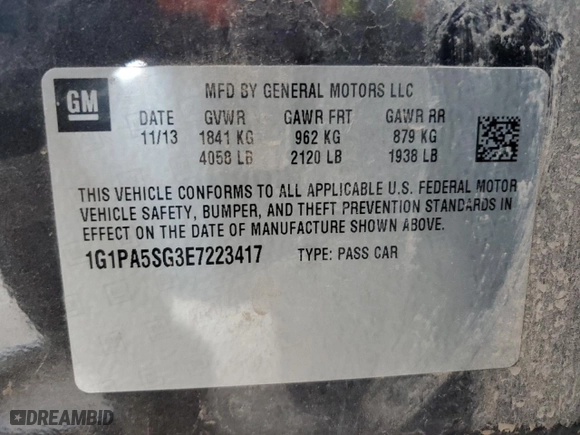 GM
MFD BY GENERAL MOTORS LLC
DATE GVWR GAWR FRT GAWR RR
11/13 1841 KG 962 KG 879 KG
4058 LB 2120 LB 1938 LB
THIS VEHICLE CONFORMS TO ALL APPLICABLE U.S. FEDERAL MOTOR
VEHICLE SAFETY, BUMPER, AND THEFT PREVENTION STANDARDS IN
EFFECT ON THE DATE OF MANUFACTURE SHOWN ABOVE.
1G1PA5SG3E7223417 TYPE: PASS CAR
DREAMBID